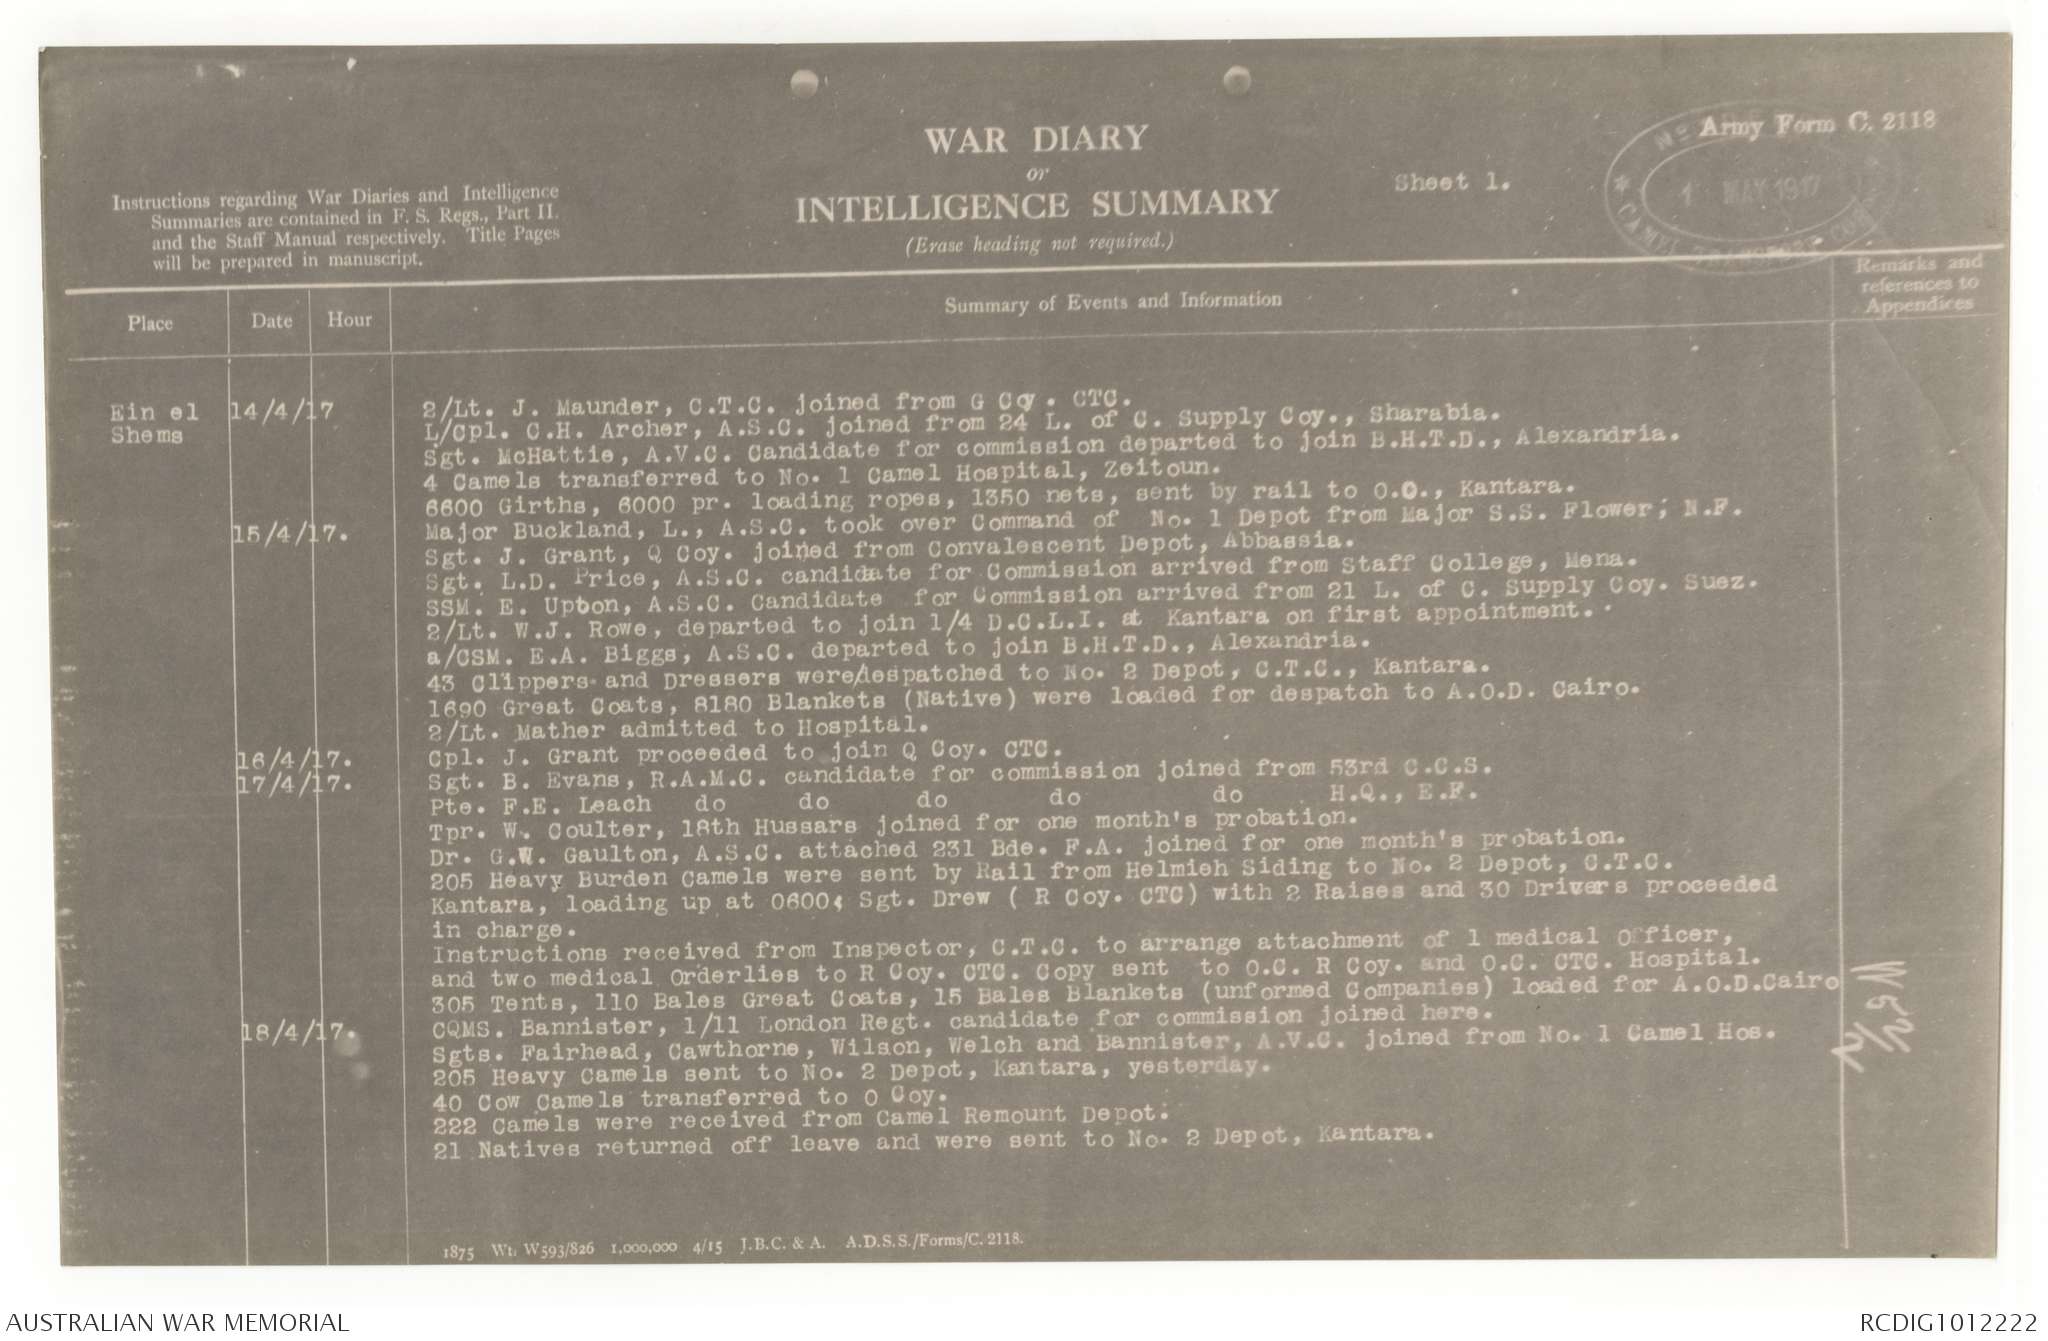 Army Form C. 2118
WAR DIARY
or
INTELLIGENCE SUMMARY
(Erase heading not required.)
Sheet 1.
1 MAY 1917
CAMEL TRANSPORT
Instructions regarding War Diaries and Intelligence
Summaries are contained in F. S. Regs., Part II.
and the Staff Manual respectively. Title Pages
will be prepared in manuscript.
Place Date Hour Summary of Events and Information Remarks and
references to
Appendices
Ein el 14/4/17 2/Lt. J. Maunder, C.T.C. joined from G Coy. CTC.
Shems L/Cpl. C.H. Archer, A.S.C. joined from 24 L. of C. Supply Coy., Sharabia.
Sgt. McHattie, A.V.C. Candidate for commission departed to join B.H.T.D., Alexandria.
4 Camels transferred to No. 1 Camel Hospital, Zeitoun.
6600 Girths, 6000 pr. loading ropes, 1350 nets, sent by rail to O.O., Kantara.
15/4/17. Major Buckland, L., A.S.C. took over Command of No. 1 Depot from Major S.S. Flower; N.F.
Sgt. J. Grant, Q Coy. joined from Convalescent Depot, Abbassia.
Sgt. L.D. Price, A.S.C. candidate for Commission arrived from Staff College, Mena.
SSM. E. Upton, A.S.C. Candidate for Commission arrived from 21 L. of C. Supply Coy. Suez.
2/Lt. W.J. Rowe, departed to join 1/4 D.C.L.I. at Kantara on first appointment.
a/CSM. E.A. Biggs, A.S.C. departed to join B.H.T.D., Alexandria.
43 Clippers and Dressers were/despatched to No. 2 Depot, C.T.C., Kantara.
1690 Great Coats, 8180 Blankets (Native) were loaded for despatch to A.O.D. Cairo.
2/Lt. Mather admitted to Hospital.
16/4/17. Cpl. J. Grant proceeded to join Q Coy. CTC.
17/4/17. Sgt. B. Evans, R.A.M.C. candidate for commission joined from 53rd C.C.S.
Pte. F.E. Leach do do do do do H.Q., E.F.
Tpr. W. Coulter, 18th Hussars joined for one month's probation.
Dr. G.W. Gaulton, A.S.C. attached 231 Bde. F.A. joined for one month's probation.
205 Heavy Burden Camels were sent by Rail from Helmieh Siding to No. 2 Depot, C.T.C.
Kantara, loading up at 0600. Sgt. Drew ( R Coy. CTC) with 2 Raises and 30 Drivers proceeded
in charge.
Instructions received from Inspector, C.T.C. to arrange attachment of 1 medical Officer,
and two medical Orderlies to R Coy. CTC. Copy sent to O.C. R Coy. and O.C. CTC. Hospital.
305 Tents, 110 Bales Great Coats, 15 Bales Blankets (unformed Companies) loaded for A.O.D.Cairo
18/4/17. CQMS. Bannister, 1/11 London Regt. candidate for commission joined here.
Sgts. Fairhead, Cawthorne, Wilson, Welch and Bannister, A.V.C. joined from No. 1 Camel Hos.
205 Heavy Camels sent to No. 2 Depot, Kantara, yesterday.
40 Cow Camels transferred to O Coy.
222 Camels were received from Camel Remount Depot.
21 Natives returned off leave and were sent to No. 2 Depot, Kantara.
1875 Wt. W593/826 1,000,000 4/15 J.B.C. & A. A.D.S.S./Forms/C. 2118.
AUSTRALIAN WAR MEMORIAL RCDIG1012222